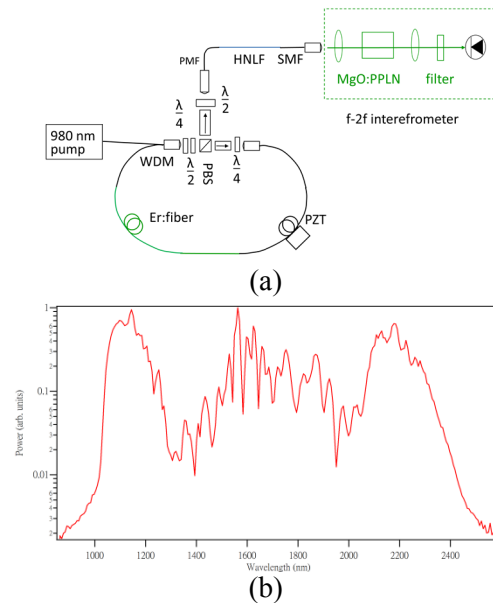 PMF
HNLF
SMF
MgO:PPLN
filter
f-2f interefrometer
λ
4
λ
2
980 nm
pump
WDM
λ
2
PBS
λ
4
Er:fiber
PZT
(a)
1
0.1
0.01
Power (arb. units)
1000
1200
1400
1600
1800
2000
2200
2400
Wavelength (nm)
(b)